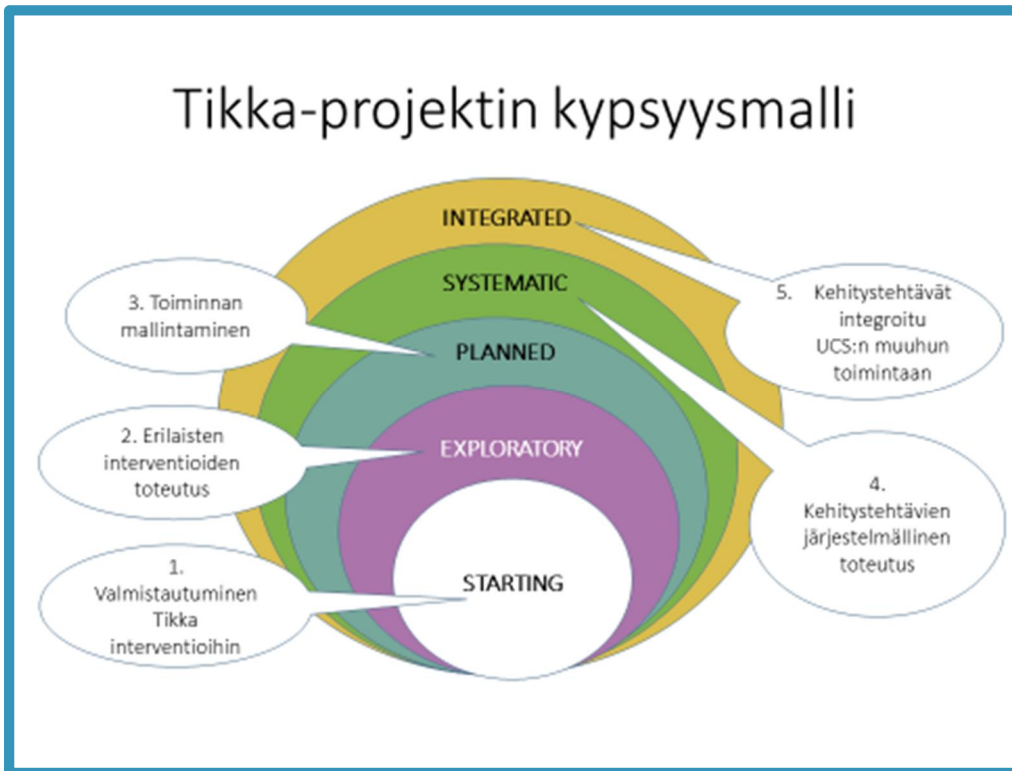 Tikka-projektin kypsyysmalli
INTEGRATED
SYSTEMATIC
PLANNED
EXPLORATORY
STARTING
3. Toiminnan
mallintaminen
2. Erilaisten
interventioiden
toteutus
1.
Valmistautuminen
Tikka
interventioihin
5. Kehitystehtävät
integroitu
UCS:n muuhun
toimintaan
4.
Kehitystehtävien
järjestelmällinen
toteutus